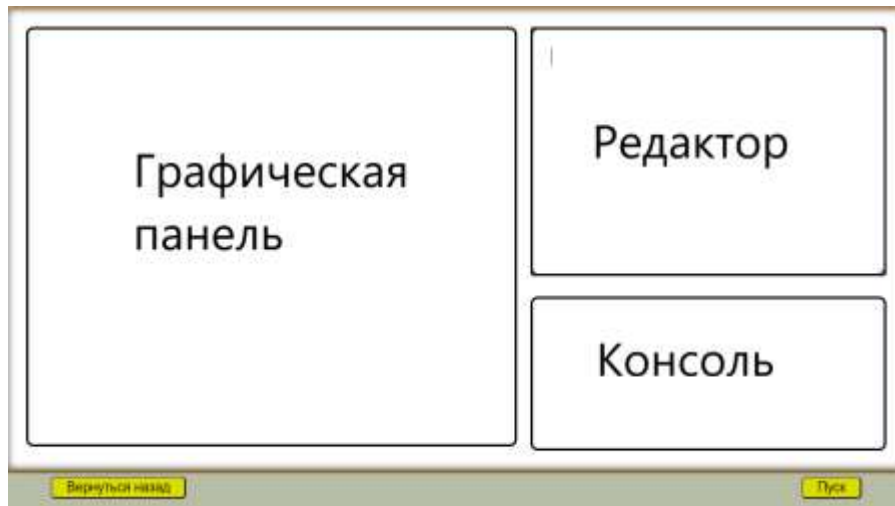 Графическая
панель
Редактор
Консоль
Вернуться назад
Пуск